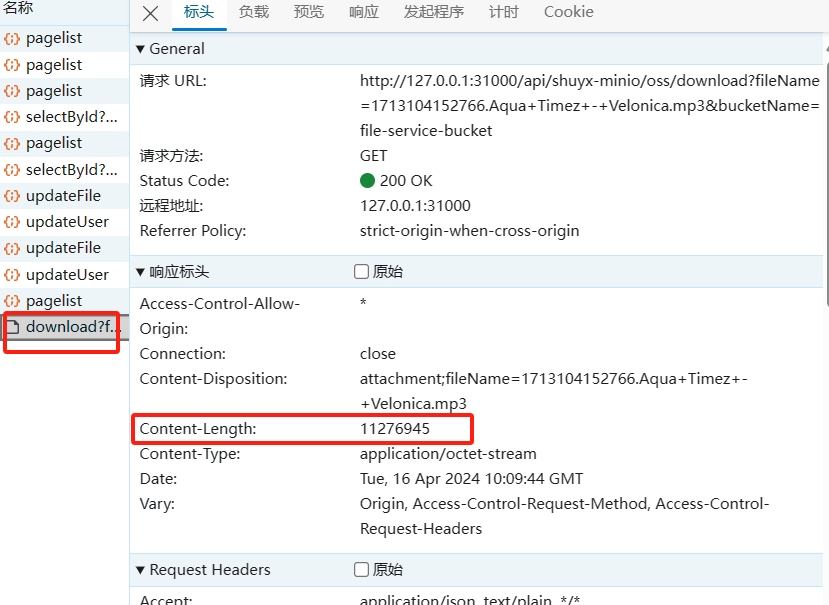 名称
pagelist
pagelist
pagelist
selectById?...
pagelist
selectById?...
updateFile
updateUser
updateFile
updateUser
pagelist
download?f...
标头 负载 预览 响应 发起程序 计时 Cookie
General
请求 URL: http://127.0.0.1:31000/api/shuyx-minio/oss/download?fileName
=1713104152766.Aqua+Timez+-+Velonica.mp3&bucketName=
file-service-bucket
请求方法: GET
Status Code: 200 OK
远程地址: 127.0.0.1:31000
Referrer Policy: strict-origin-when-cross-origin
响应标头 原始
Access-Control-Allow- *
Origin:
Connection: close
Content-Disposition: attachment;fileName=1713104152766.Aqua+Timez+-
+Velonica.mp3
Content-Length: 11276945
Content-Type: application/octet-stream
Date: Tue, 16 Apr 2024 10:09:44 GMT
Vary: Origin, Access-Control-Request-Method, Access-Control-
Request-Headers
Request Headers 原始
Accept: application/json, text/plain, */*